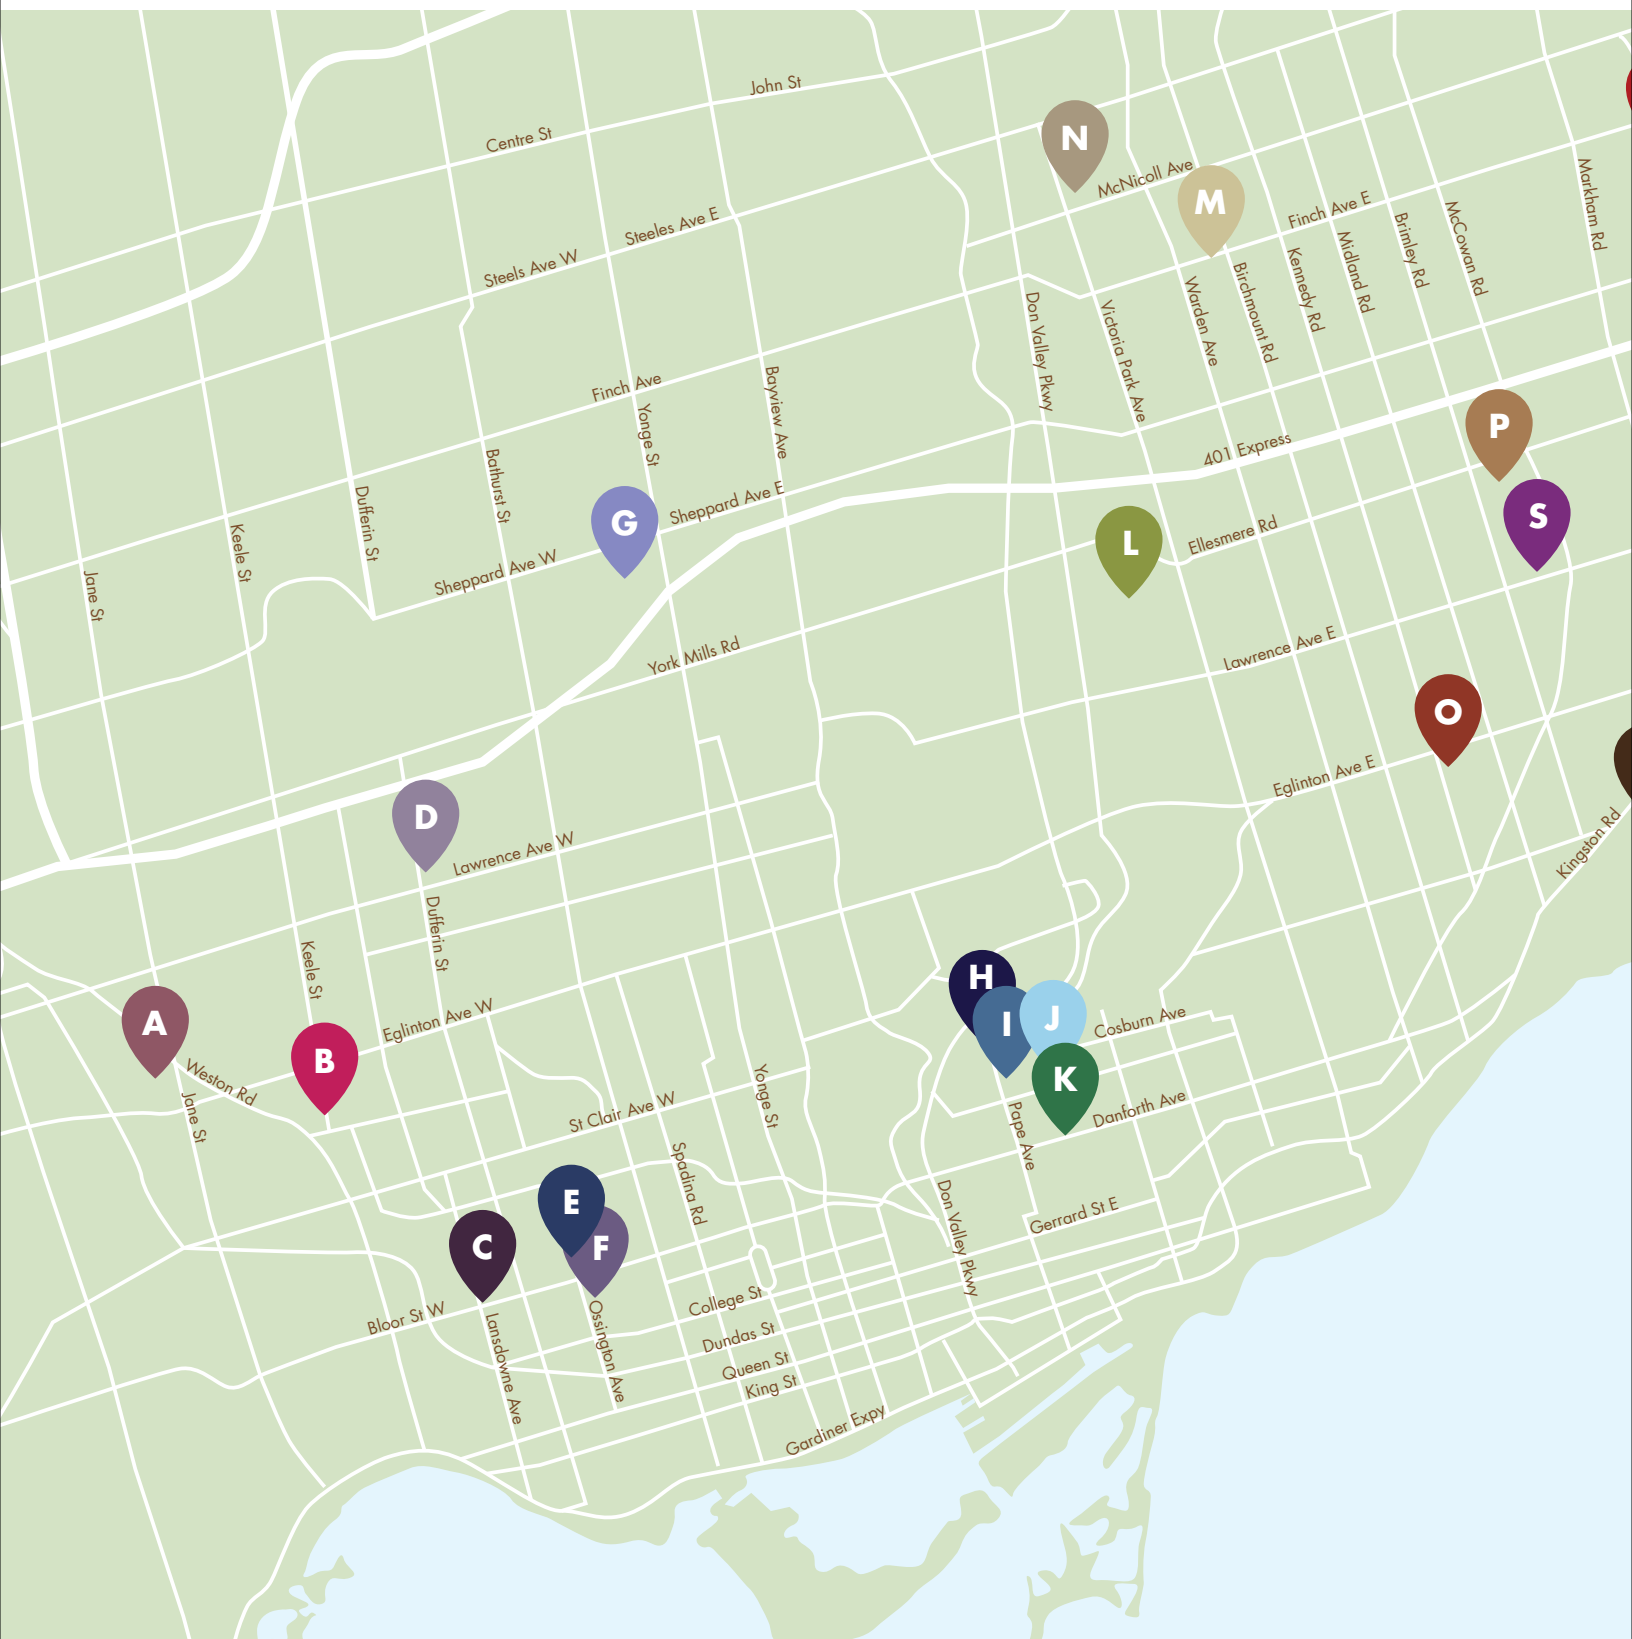 John St
Centre St
N
McNicoll Ave
M
Steeles Ave E
Finch Ave E
Markham Rd
Steels Ave W
McCowan Rd
Brimley Rd
Midland Rd
Kennedy Rd
Birchmount Rd
Warden Ave
Don Valley Pkwy
Victoria Park Ave
Finch Ave
Bayview Ave
Yonge St
P
401 Express
Bathurst St
Dufferin St
G
Sheppard Ave E
S
Keele St
L
Ellesmere Rd
Jane St
Sheppard Ave W
York Mills Rd
Lawrence Ave E
O
Eglinton Ave E
D
Lawrence Ave W
Kingston Rd
Dufferin St
Keele St
H
A
Eglinton Ave W
I
J
Cosburn Ave
B
Weston Rd
K
Jane St
St Clair Ave W
Yonge St
Pape Ave
Danforth Ave
Spadina Rd
E
Don Valley Pkwy
Gerrard St E
C
F
Bloor St W
College St
Lansdowne Ave
Ossington Ave
Dundas St
Queen St
King St
Gardiner Expy